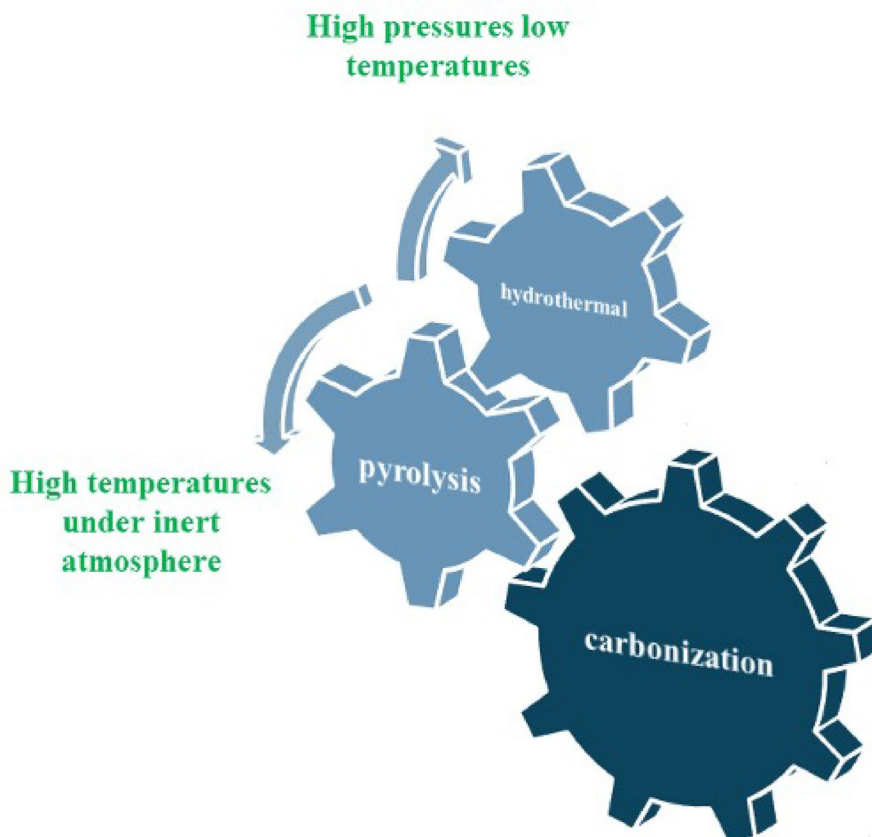 High pressures low
temperatures
hydrothermal
pyrolysis
High temperatures
under inert
atmosphere
carbonization